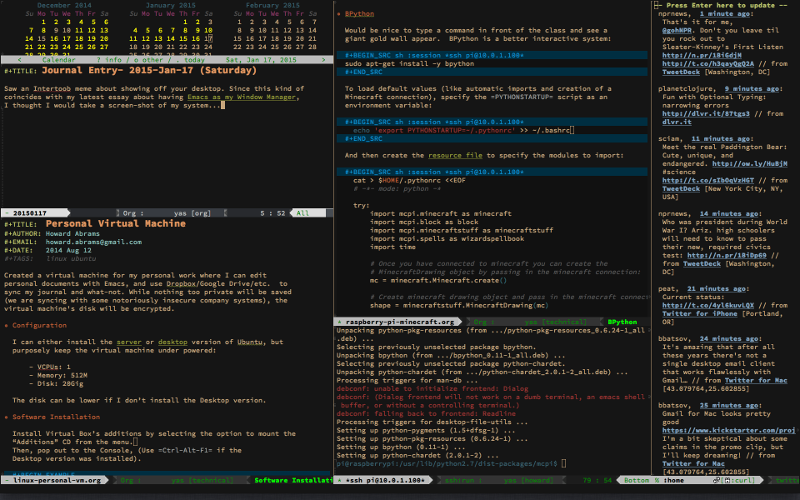 December 2014 January 2015 February 2015
Su Mo Tu We Th Fr Sa Su Mo Tu We Th Fr Sa Su Mo Tu We Th Fr Sa
1 2 3 4 5 6 1 2 3 1 2 3 4 5 6 7
7 8 9 10 11 12 13 4 5 6 7 8 9 10 8 9 10 11 12 13 14
14 15 16 17 18 19 20 11 12 13 14 15 16 17 15 16 17 18 19 20 21
21 22 23 24 25 26 27 18 19 20 21 22 23 24 22 23 24 25 26 27 28
28 29 30 31 25 26 27 28 29 30 31
< Calendar ? info / o other / . today Sat, Jan 17, 2015 >
#+TITLE: Journal Entry- 2015-Jan-17 (Saturday)
Saw an Irreal
meme about showing off your desktop. Since this kind of
coincides with my latest essay about having Emacs as my Window Manager,
I thought I would take a screen-shot of my system...
- 20150117 Org : yas [org] 5 : 52 All
#+TITLE: Personal Virtual Machine
#+AUTHOR: Howard Abrams
#+EMAIL: howard.abrams@gmail.com
#+DATE: 2014 Aug 12
#+TAGS: linux ubuntu
Created a virtual machine for my personal work where I can edit
personal documents with Emacs, and use Dropbox/Google Drive/etc. to
sync my journal and what-not. While nothing too private will be saved
(we are syncing with some notoriously insecure company systems), the
virtual machine's disk will be encrypted.
* Configuration
I can either install the server or desktop version of Ubuntu, but
purposely keep the virtual machine under powered:
- VCPUs: 1
- Memory: 512M
- Disk: 20Gig
The disk can be lower if I don't install the Desktop version.
* Software Installation
Install Virtual Box's additions by selecting the option to mount the
"Additions" CD from the menu.
Then, pop out to the Console, (Use =Ctrl-Alt-F1= if the
Desktop version was installed).
#+BEGIN_EXAMPLE
- linux-personal-vm.org Org : yas [technical] Software Installati
* BPython
Would be nice to type a command in front of the class and see a
giant gold wall appear. BPython is a better interactive system:
#+BEGIN_SRC sh :session *ssh pi@10.0.1.100*
sudo apt-get install -y bpython
#+END_SRC
To load default values (like automatic imports and creation of a
Minecraft connection), specify the =PYTHONSTARTUP= script as an
environment variable:
#+BEGIN_SRC sh :session *ssh pi@10.0.1.100*
echo 'export PYTHONSTARTUP=~/.pythonrc' >> ~/.bashrc
#+END_SRC
And then create the resource file to specify the modules to import:
#+BEGIN_SRC sh :session *ssh pi@10.0.1.100*
cat > $HOME/.pythonrc <<EOF
# -*- mode: python -*
try:
import mcpi.minecraft as minecraft
import mcpi.block as block
import mcpi.minecraftstuff as minecraftstuff
import mcpi.spells as wizardspellbook
import time
# Once you have connected to minecraft you can create the
# MinecraftDrawing object by passing in the minecraft connection:
mc = minecraft.Minecraft.create()
# Create minecraft drawing object and pass in the minecraft connec
shape = minecraftstuff.MinecraftDrawing(mc)
* raspberry-pi-minecraft.org Org : yas [technical] BPython
Unpacking python-pkg-resources (from .../python-pkg-resources_0.6.24-1_all
.deb) ...
Selecting previously unselected package bpython.
Unpacking bpython (from .../bpython_0.11-1_all.deb) ...
Selecting previously unselected package python-chardet.
Unpacking python-chardet (from .../python-chardet_2.0.1-2_all.deb) ...
Processing triggers for man-db ...
debconf: unable to initialize frontend: Dialog
debconf: (Dialog frontend will not work on a dumb terminal, an emacs shell
buffer, or without a controlling terminal.)
debconf: falling back to frontend: Readline
Processing triggers for desktop-file-utils ...
Setting up python-pygments (1.5+dfsg-1) ...
Setting up python-pkg-resources (0.6.24-1) ...
Setting up bpython (0.11-1) ...
Setting up python-chardet (2.0.1-2) ...
pi@raspberrypi:/usr/lib/python2.7/dist-packages/mcpi$
* *ssh pi@10.0.1.100* ssh:run : yas [howard] 79 : 54 Bottom
-- Press Enter here to update --
nprnews, 1 minute ago:
That's it for me,
@gohNPR. Don't you leave til
you rock out to
Sleater-Kinney's First Listen
TweetDeck [Washington, DC]
planetclojure, 9 minutes ago:
Fun with Optional Typing:
narrowing errors
http://dlvr.it/87tgs3 // from
dlvr.it
sciam, 11 minutes ago:
Meet the real Paddington Bear:
Cute, unique, and
endangered.
#science
TweetDeck [New York City, NY,
USA]
nprnews, 14 minutes ago:
Who was president during World
War I? Ariz. high schoolers
will need to know to pass
their new, required civics
test: http://n.pr/18iDp69 //
from TweetDeck [Washington,
DC]
peat, 21 minutes ago:
Current status:
http://t.co/4yl6kuvLQX // from
Twitter for iPhone [Portland,
OR]
bbatsov, 24 minutes ago:
It's amazing that after all
these years there's not a
single desktop email client
that works flawlessly with
GMail. // from Twitter for Mac
[43.079764,25.602855]
bbatsov, 25 minutes ago:
Gmail for Mac looks pretty
good
https://www.kickstarter.com/proj
I'm a bit skeptical about some
claims in the promo clip, but
I'll keep dreaming! // from
Twitter for Mac
[43.079764,25.602855]
% :home :curl] twitte